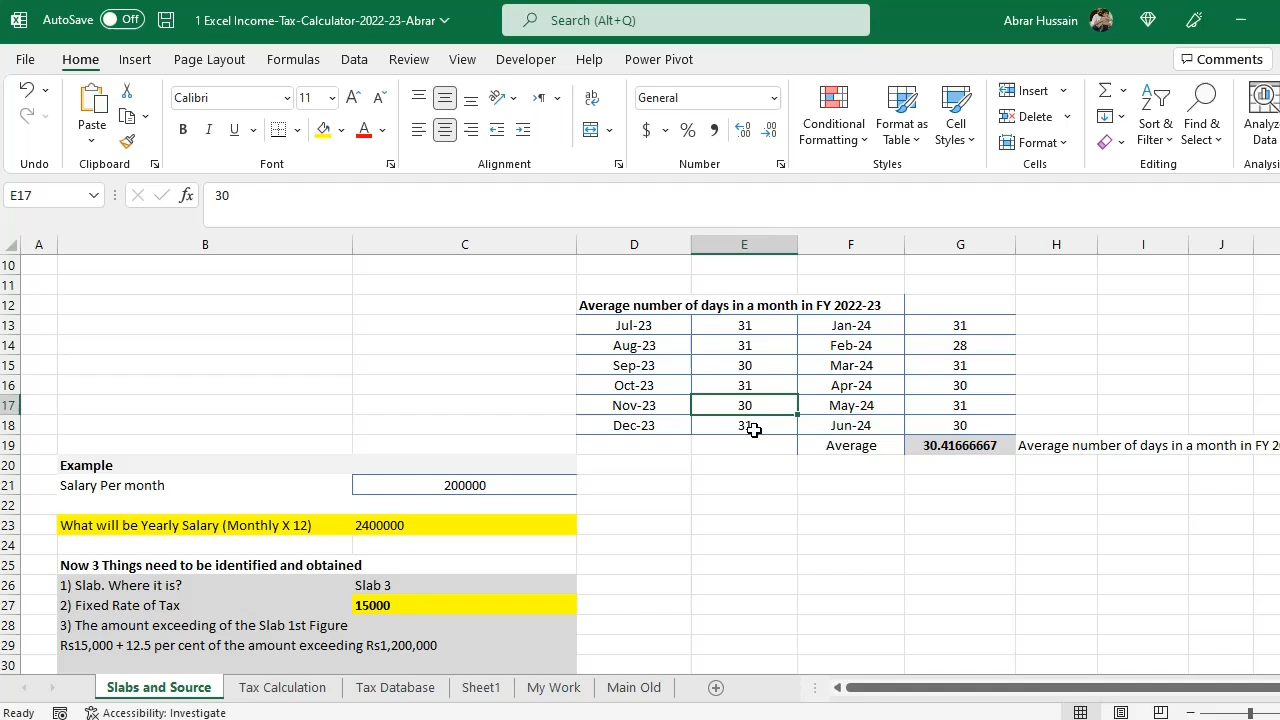 AutoSave Off 1 Excel Income-Tax-Calculator-2022-23-Abrar Search (Alt+Q) Abrar Hussain
File Home Insert Page Layout Formulas Data Review View Developer Help Power Pivot Comments
Calibri 11 General Insert
Paste Conditional Formatting Format as Table Cell Styles Delete Sort & Filter Find & Select Analyz Data
B I U A $ % Format
Undo Clipboard Font Alignment Number Styles Cells Editing Analysis
E17 fx 30
A B C D E F G H I J
10
11
12 Average number of days in a month in FY 2022-23
13 Jul-23 31 Jan-24 31
14 Aug-23 31 Feb-24 28
15 Sep-23 30 Mar-24 31
16 Oct-23 31 Apr-24 30
17 Nov-23 30 May-24 31
18 Dec-23 31 Jun-24 30
19 Average 30.41666667 Average number of days in a month in FY 20
20 Example
21 Salary Per month 200000
22
23 What will be Yearly Salary (Monthly X 12) 2400000
24
25 Now 3 Things need to be identified and obtained
26 1) Slab. Where it is? Slab 3
27 2) Fixed Rate of Tax 15000
28 3) The amount exceeding of the Slab 1st Figure
29 Rs15,000 + 12.5 per cent of the amount exceeding Rs1,200,000
30
Slabs and Source Tax Calculation Tax Database Sheet1 My Work Main Old
Ready Accessibility: Investigate